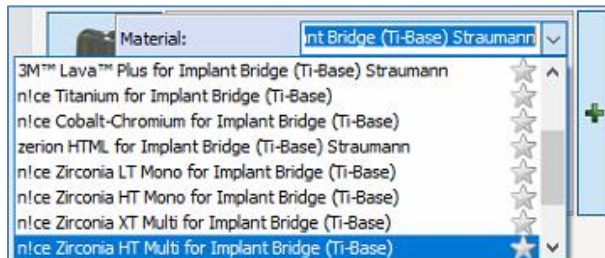 Material:
nt Bridge (Ti-Base) Straumann
3M™ Lava™ Plus for Implant Bridge (Ti-Base) Straumann
n!ce Titanium for Implant Bridge (Ti-Base)
n!ce Cobalt-Chromium for Implant Bridge (Ti-Base)
zerion HTML for Implant Bridge (Ti-Base) Straumann
n!ce Zirconia LT Mono for Implant Bridge (Ti-Base)
n!ce Zirconia HT Mono for Implant Bridge (Ti-Base)
n!ce Zirconia XT Multi for Implant Bridge (Ti-Base)
n!ce Zirconia HT Multi for Implant Bridge (Ti-Base)